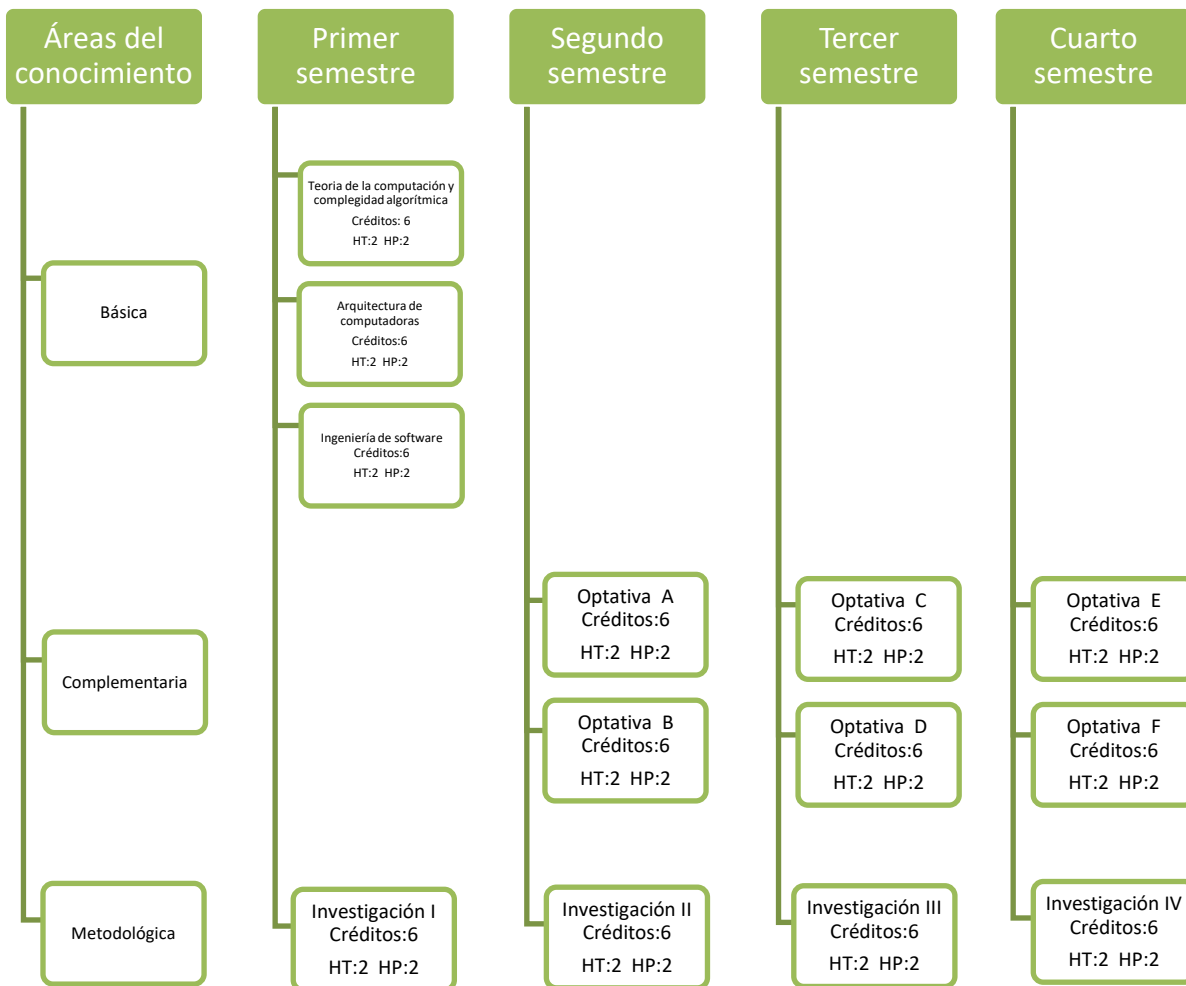 Áreas del
conocimiento
Básica
Complementaria
Metodológica
Primer
semestre
Teoria de la computación y
complegidad algorítmica
Créditos: 6
HT:2 HP:2
Arquitectura de
computadoras
Créditos:6
HT:2 HP:2
Ingeniería de software
Créditos:6
HT:2 HP:2
Investigación I
Créditos:6
HT:2 HP:2
Segundo
semestre
Optativa A
Créditos:6
HT:2 HP:2
Optativa B
Créditos:6
HT:2 HP:2
Investigación II
Créditos:6
HT:2 HP:2
Tercer
semestre
Optativa C
Créditos:6
HT:2 HP:2
Optativa D
Créditos:6
HT:2 HP:2
Investigación III
Créditos:6
HT:2 HP:2
Cuarto
semestre
Optativa E
Créditos:6
HT:2 HP:2
Optativa F
Créditos:6
HT:2 HP:2
Investigación IV
Créditos:6
HT:2 HP:2